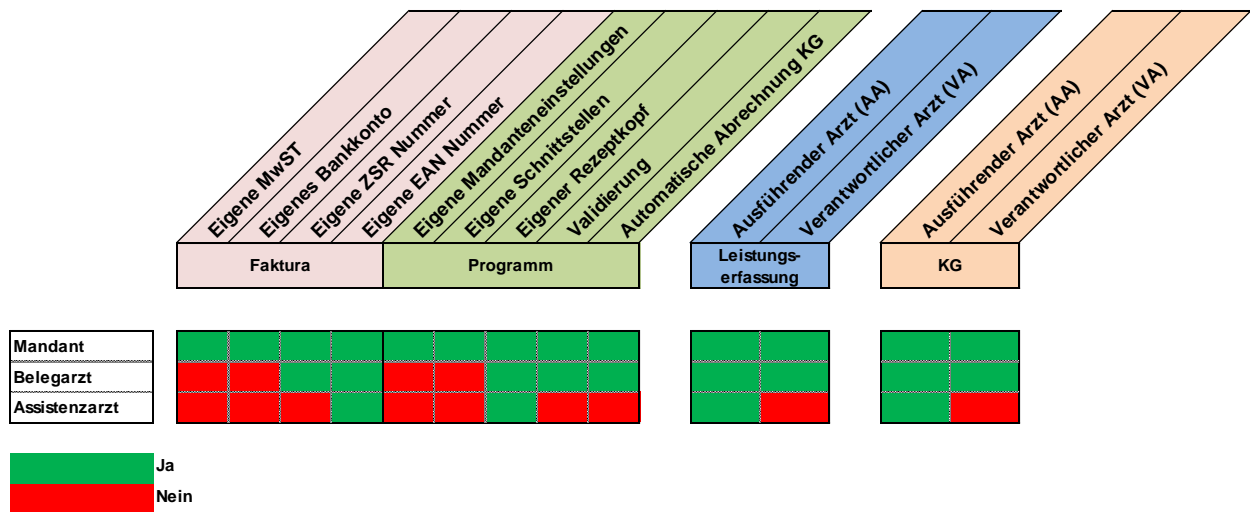 Eigene MwST
Eigenes Bankkonto
Eigene ZSR Nummer
Eigene EAN Nummer
Eigene Mandanteneinstellungen
Eigene Schnittstellen
Eigener Rezeptkopf
Validierung
Automatische Abrechnung KG
Ausführender Arzt (AA)
Verantwortlicher Arzt (VA)
Ausführender Arzt (AA)
Verantwortlicher Arzt (VA)
Faktura
Programm
Leistungs-
erfassung
KG
Mandant
Belegarzt
Assistenzarzt
Ja
Nein